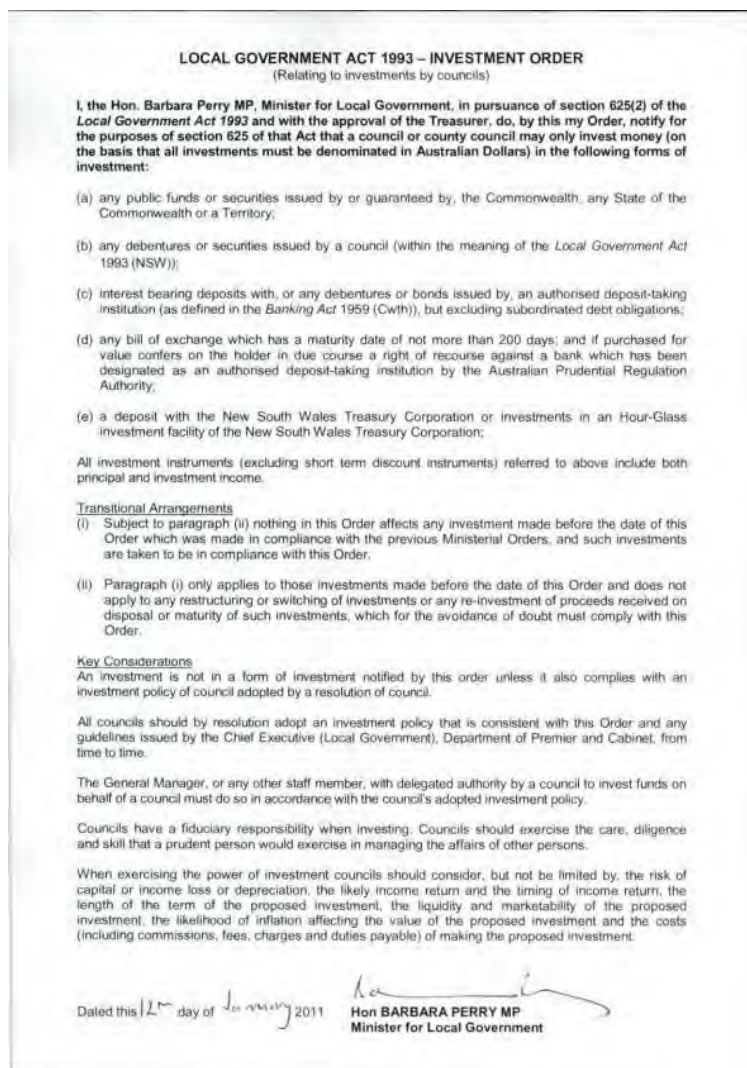 LOCAL GOVERNMENT ACT 1993 – INVESTMENT ORDER
(Relating to investments by councils)
I, the Hon. Barbara Perry MP, Minister for Local Government, in pursuance of section 625(2) of the
Local Government Act 1993 and with the approval of the Treasurer, do, by this my Order, notify for
the purposes of section 625 of that Act that a council or county council may only invest money (on
the basis that all investments must be denominated in Australian Dollars) in the following forms of
investment:
(a) any public funds or securities issued by or guaranteed by, the Commonwealth, any State of the
Commonwealth or a Territory;
(b) any debentures or securities issued by a council (within the meaning of the Local Government Act
1993 (NSW));
(c) interest bearing deposits with, or any debentures or bonds issued by, an authorised deposit-taking
institution (as defined in the Banking Act 1959 (Cwth)), but excluding subordinated debt obligations;
(d) any bill of exchange which has a maturity date of not more than 200 days; and if purchased for
value confers on the holder in due course a right of recourse against a bank which has been
designated as an authorised deposit-taking institution by the Australian Prudential Regulation
Authority;
(e) a deposit with the New South Wales Treasury Corporation or investments in an Hour-Glass
investment facility of the New South Wales Treasury Corporation;
All investment instruments (excluding short term discount instruments) referred to above include both
principal and investment income.
Transitional Arrangements
(i) Subject to paragraph (ii) nothing in this Order affects any investment made before the date of this
Order which was made in compliance with the previous Ministerial Orders, and such investments
are taken to be in compliance with this Order.
(ii) Paragraph (i) only applies to those investments made before the date of this Order and does not
apply to any restructuring or switching of investments or any re-investment of proceeds received on
disposal or maturity of such investments, which for the avoidance of doubt must comply with this
Order.
Key Considerations
An investment is not in a form of investment notified by this order unless it also complies with an
investment policy of council adopted by a resolution of council.
All councils should by resolution adopt an investment policy that is consistent with this Order and any
guidelines issued by the Chief Executive (Local Government), Department of Premier and Cabinet, from
time to time.
The General Manager, or any other staff member, with delegated authority by a council to invest funds on
behalf of a council must do so in accordance with the council's adopted investment policy.
Councils have a fiduciary responsibility when investing. Councils should exercise the care, diligence
and skill that a prudent person would exercise in managing the affairs of other persons.
When exercising the power of investment councils should consider, but not be limited by, the risk of
capital or income loss or depreciation, the likely income return and the timing of income return, the
length of the term of the proposed investment, the liquidity and marketability of the proposed
investment, the likelihood of inflation affecting the value of the proposed investment and the costs
(including commissions, fees, charges and duties payable) of making the proposed investment.
Dated this 12th day of January 2011
Hon BARBARA PERRY MP
Minister for Local Government